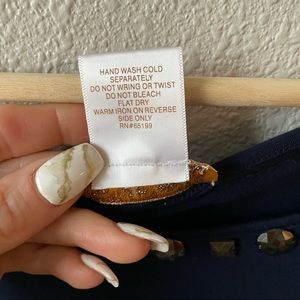 HAND WASH COLD
SEPARATELY
DO NOT WRING OR TWIST
DO NOT BLEACH
FLAT DRY
WARM IRON ON REVERSE
SIDE ONLY
RN#65199